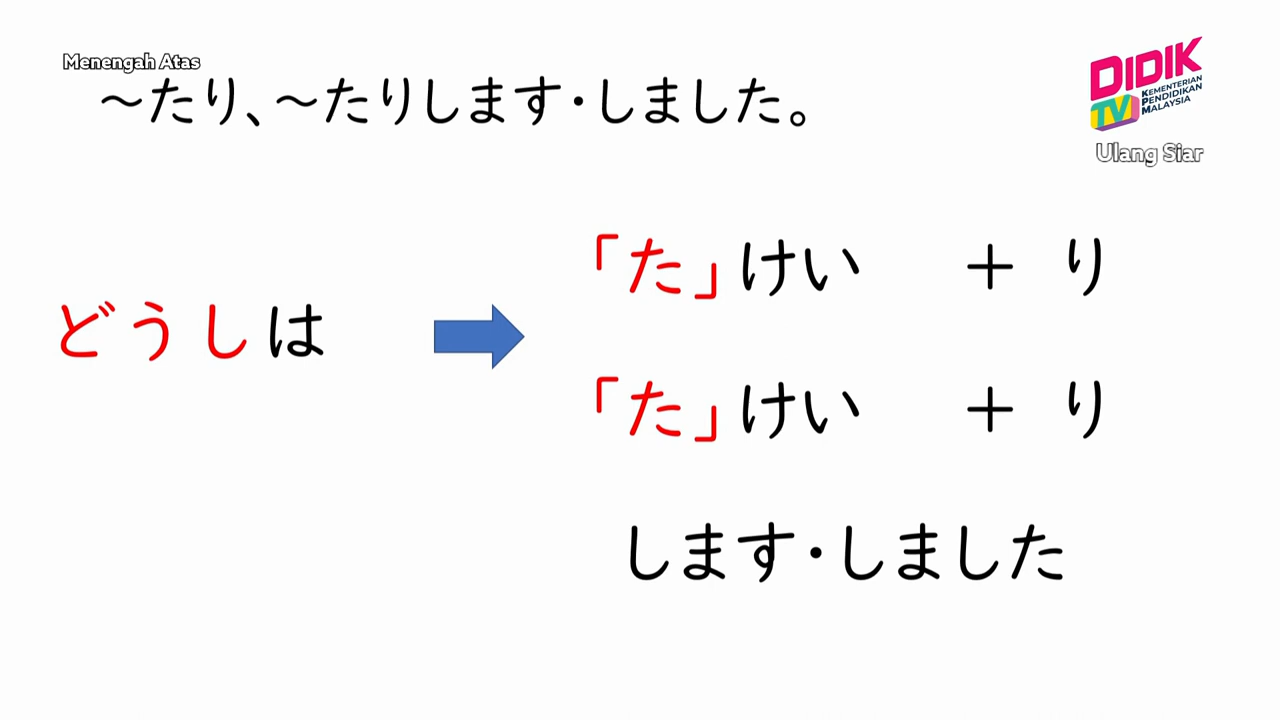 Menengah Atas
～たり、～たりします・しました。
DIDIK
TV
KEMENTERIAN
PENDIDIKAN
MALAYSIA
Ulang Siar
どうしは
「た」けい + り
「た」けい + り
します・しました